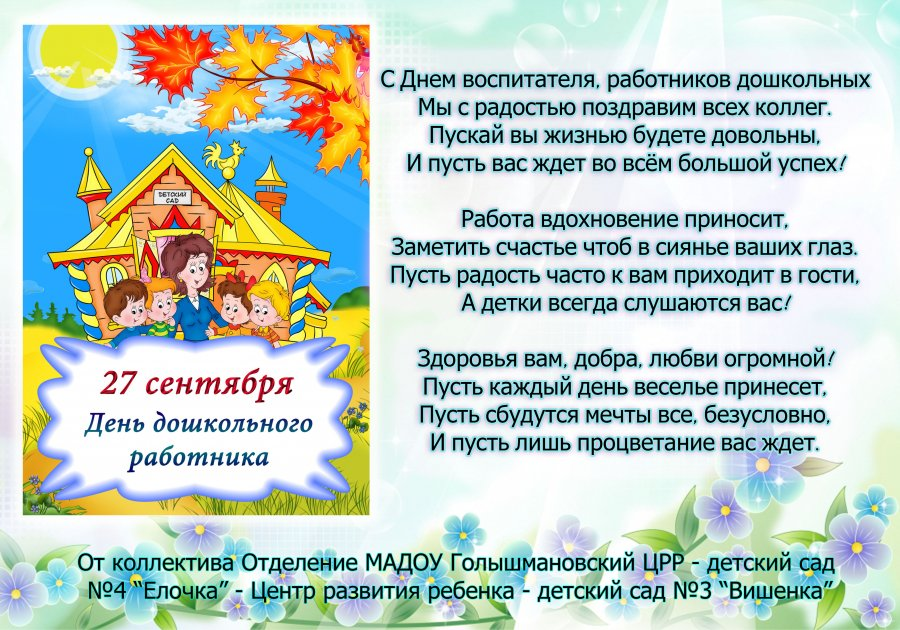 ДЕТСКИЙ
САД
27 сентября
День дошкольного
работника
С Днем воспитателя, работников дошкольных
Мы с радостью поздравим всех коллег.
Пускай вы жизнью будете довольны,
И пусть вас ждет во всём большой успех!
Работа вдохновение приносит,
Заметить счастье чтоб в сиянье ваших глаз.
Пусть радость часто к вам приходит в гости,
А детки всегда слушаются вас!
Здоровья вам, добра, любви огромной!
Пусть каждый день веселье принесет,
Пусть сбудутся мечты все, безусловно,
И пусть лишь процветание вас ждет.
От коллектива Отделение МАДОУ Голышмановский ЦРР - детский сад
№4 "Елочка" - Центр развития ребенка - детский сад №3 "Вишенка"